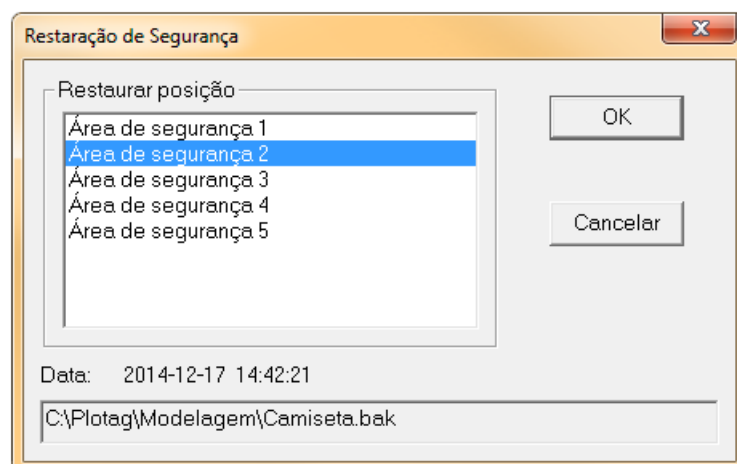 Restaração de Segurança
Restaurar posição
Área de segurança 1
Área de segurança 2
Área de segurança 3
Área de segurança 4
Área de segurança 5
OK
Cancelar
Data: 2014-12-17 14:42:21
C:\Plotag\Modelagem\Camiseta.bak